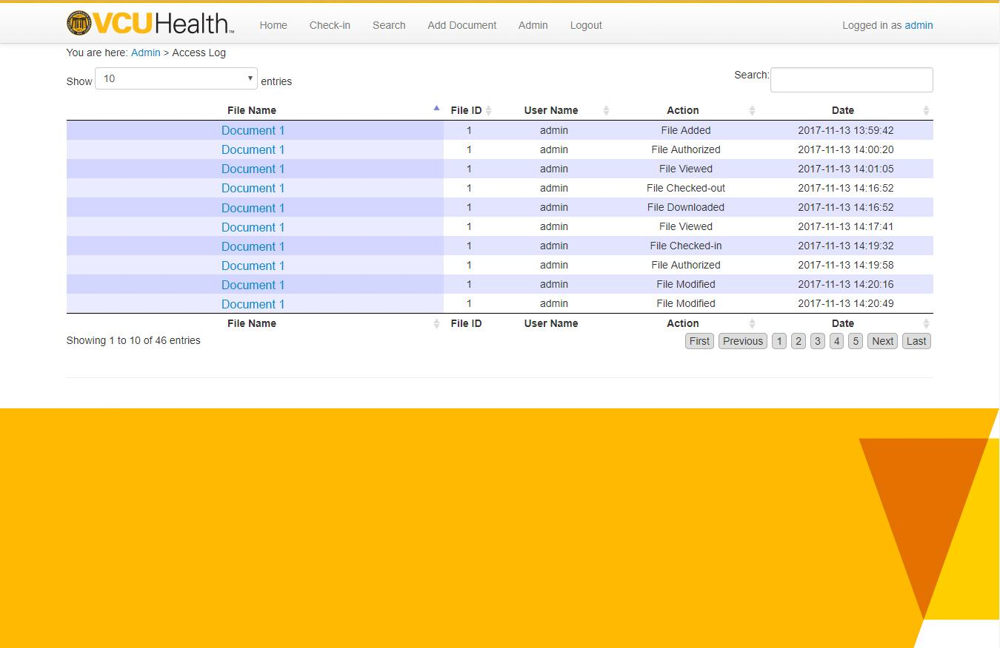 VCUHealth™ Home Check-in Search Add Document Admin Logout Logged in as admin
You are here: Admin > Access Log
Show 10 entries Search:
File Name File ID User Name Action Date
Document 1 1 admin File Added 2017-11-13 13:59:42
Document 1 1 admin File Authorized 2017-11-13 14:00:20
Document 1 1 admin File Viewed 2017-11-13 14:01:05
Document 1 1 admin File Checked-out 2017-11-13 14:16:52
Document 1 1 admin File Downloaded 2017-11-13 14:16:52
Document 1 1 admin File Viewed 2017-11-13 14:17:41
Document 1 1 admin File Checked-in 2017-11-13 14:19:32
Document 1 1 admin File Authorized 2017-11-13 14:19:58
Document 1 1 admin File Modified 2017-11-13 14:20:16
Document 1 1 admin File Modified 2017-11-13 14:20:49
File Name File ID User Name Action Date
Showing 1 to 10 of 46 entries First Previous 1 2 3 4 5 Next Last